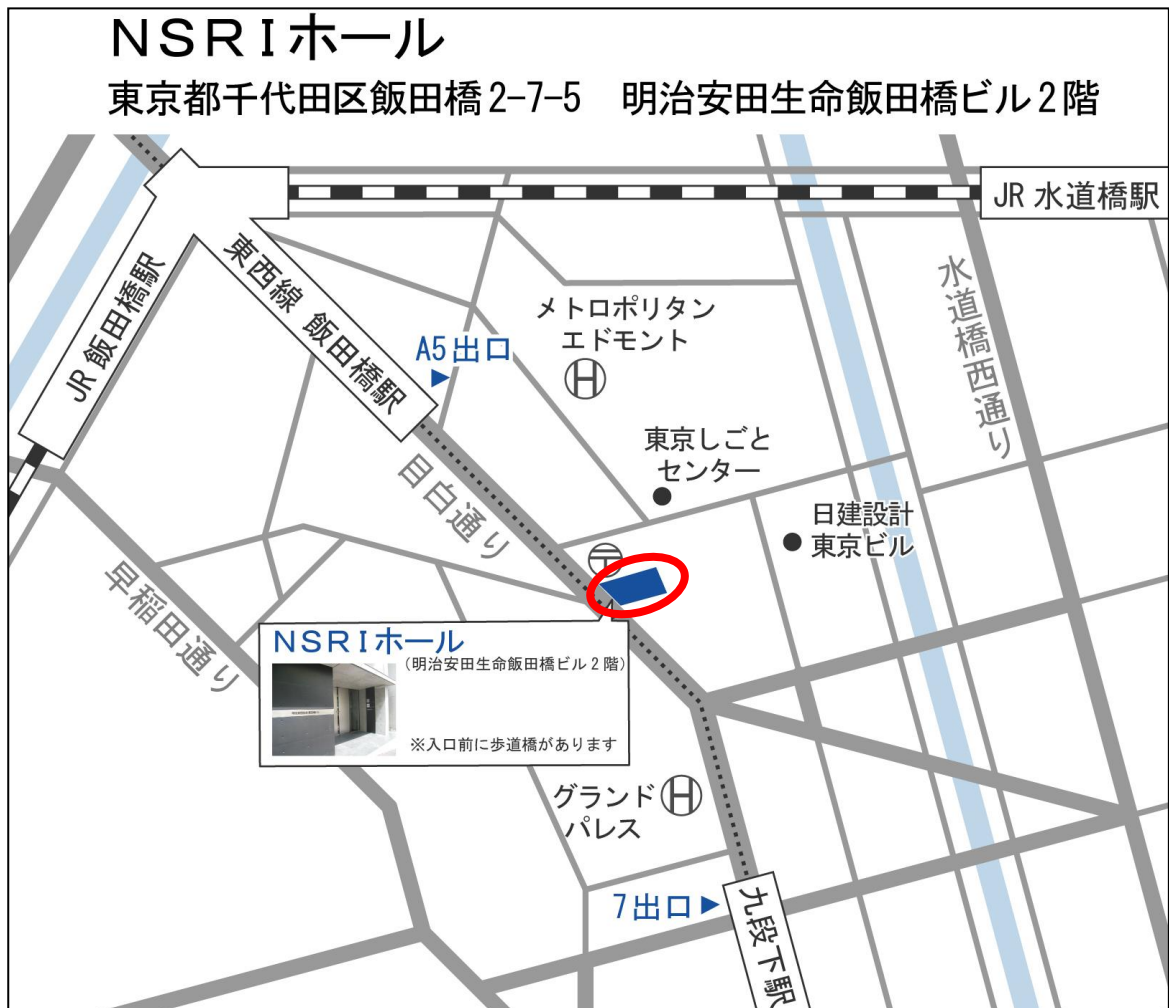 NSRIホール
東京都千代田区飯田橋2-7-5 明治安田生命飯田橋ビル2階
JR 水道橋駅
JR 飯田橋駅
東西線 飯田橋駅
A5出口
メトロポリタン
エドモント
H
水道橋西通り
東京しごと
センター
目白通り
日建設計
東京ビル
〒
早稲田通り
NSRIホール
(明治安田生命飯田橋ビル2階)
※入口前に歩道橋があります
グランド
パレス
H
7出口
九段下駅